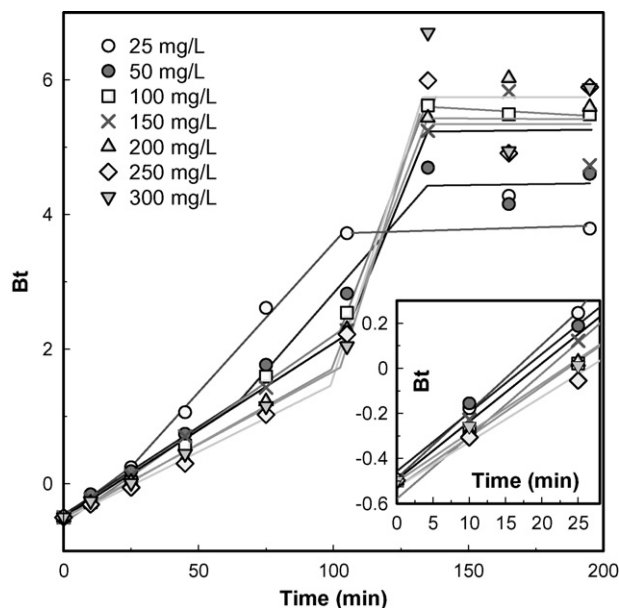 6
4
2
0
Bt
25 mg/L
50 mg/L
100 mg/L
150 mg/L
200 mg/L
250 mg/L
300 mg/L
0.2
0
-0.2
-0.4
-0.6
Bt
Time (min)
0 5 10 15 20 25
0 50 100 150 200
Time (min)